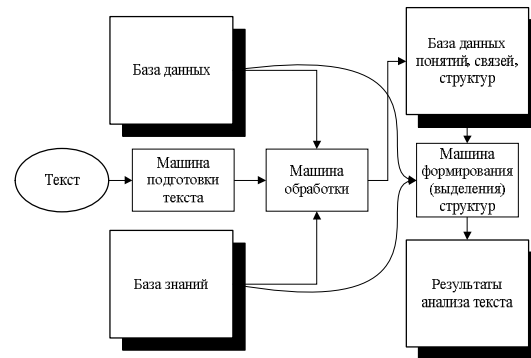 База данных
База данных
понятий, связей,
структур
Текст
Машина
подготовки
текста
Машина
обработки
Машина
формирования
(выделения)
структур
База знаний
Результаты
анализа текста